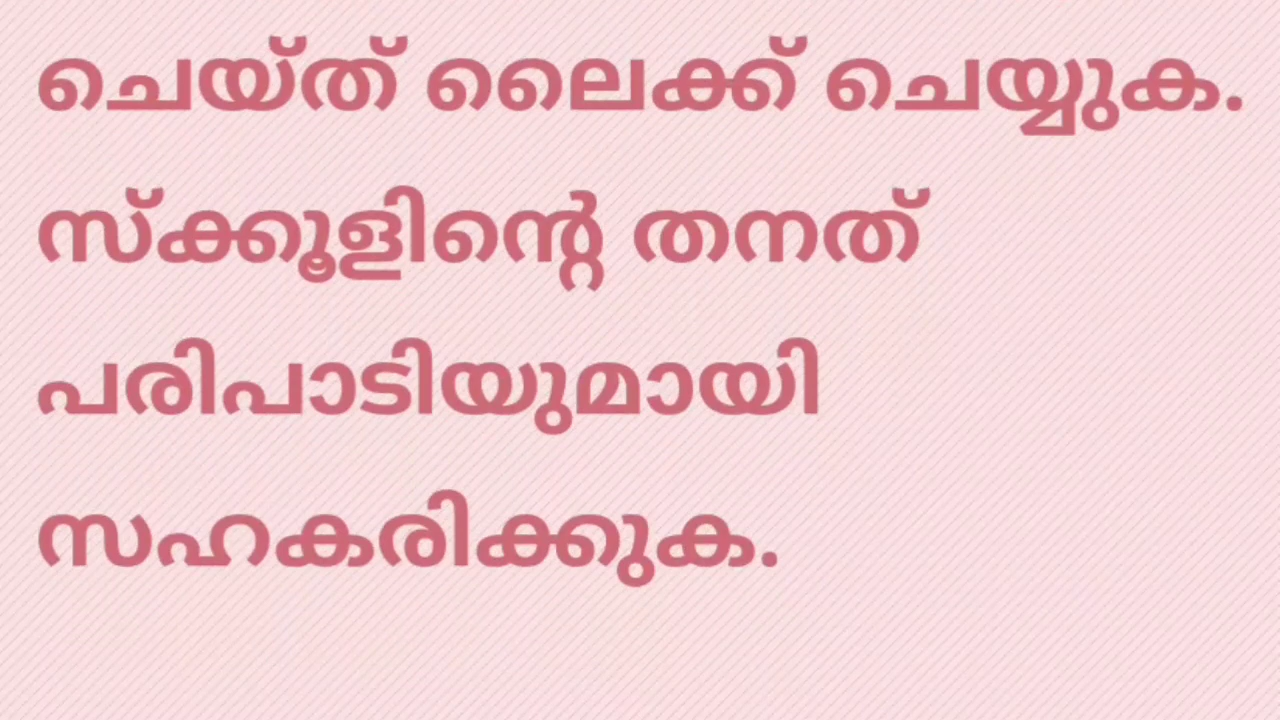 ചെയ്ത് ലൈക്ക് ചെയ്യുക.
സ്ക്കൂളിന്റെ തനത്
പരിപാടിയുമായി
സഹകരിക്കുക.